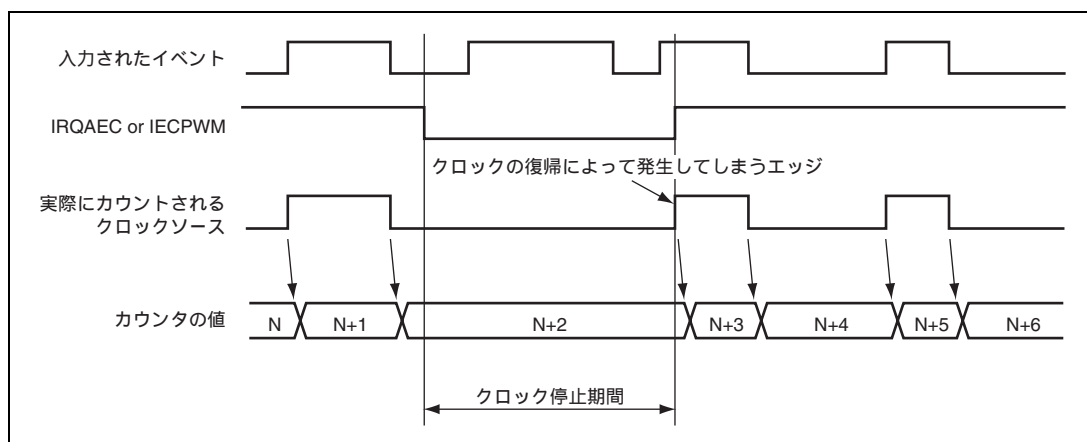 入力されたイベント
IRQAEC or IECPWM
クロックの復帰によって発生してしまうエッジ
実際にカウントされる
クロックソース
カウンタの値
N
N+1
N+2
N+3
N+4
N+5
N+6
クロック停止期間